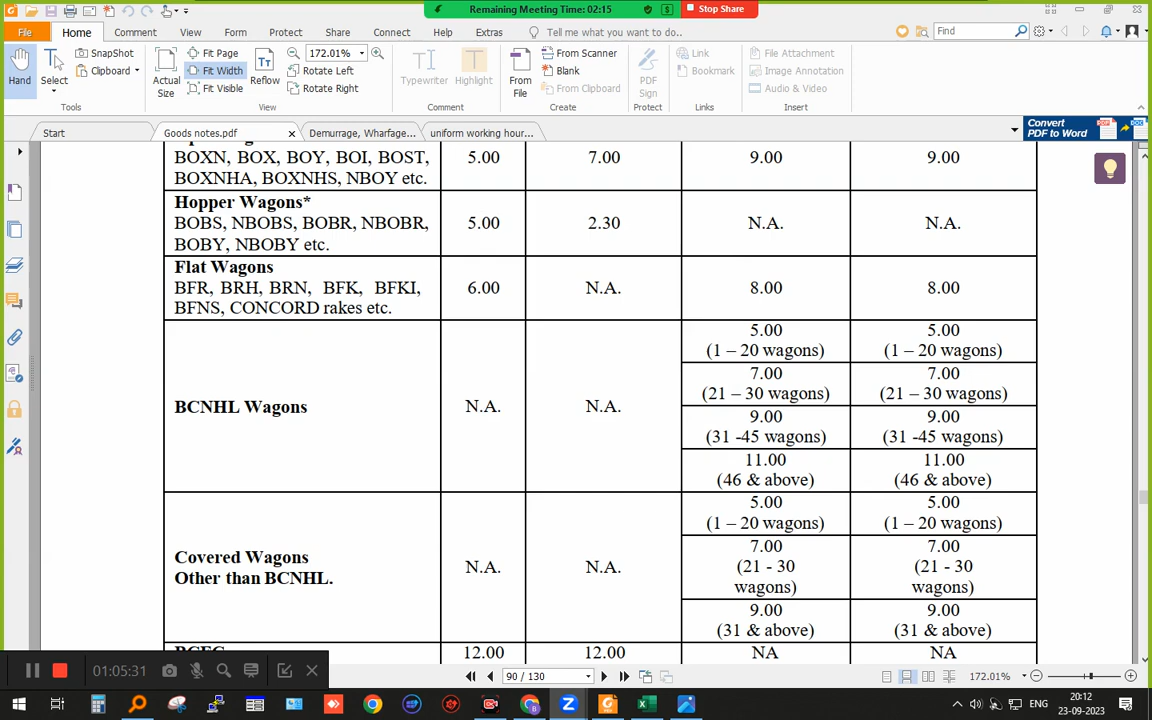 Remaining Meeting Time: 02:15
Stop Share
File
Home
Comment
View
Form
Protect
Share
Connect
Help
Extras
Tell me what you want to do..
Find
Hand
Select
SnapShot
Clipboard
Actual Size
Fit Page
Fit Width
Fit Visible
Reflow
172.01%
Rotate Left
Rotate Right
Typewriter
Highlight
From File
From Scanner
Blank
From Clipboard
PDF Sign
Link
Bookmark
File Attachment
Image Annotation
Audio & Video
Tools
View
Comment
Create
Protect
Links
Insert
Start
Goods notes.pdf
Demurrage, Wharfage...
uniform working hour...
Convert
PDF to Word
BOXN, BOX, BOY, BOI, BOST, 5.00 7.00 9.00 9.00
BOXNHA, BOXNHS, NBOY etc.
Hopper Wagons*
BOBS, NBOBS, BOBR, NBOBR, 5.00 2.30 N.A. N.A.
BOBY, NBOBY etc.
Flat Wagons
BFR, BRH, BRN, BFK, BFKI, 6.00 N.A. 8.00 8.00
BFNS, CONCORD rakes etc.
5.00 5.00
(1 – 20 wagons) (1 – 20 wagons)
7.00 7.00
(21 – 30 wagons) (21 – 30 wagons)
BCNHL Wagons N.A. N.A.
9.00 9.00
(31 -45 wagons) (31 -45 wagons)
11.00 11.00
(46 & above) (46 & above)
5.00 5.00
(1 – 20 wagons) (1 – 20 wagons)
Covered Wagons
Other than BCNHL. N.A. N.A.
7.00 7.00
(21 - 30 (21 - 30
wagons) wagons)
9.00 9.00
(31 & above) (31 & above)
12.00 12.00 NA NA
01:05:31
90 / 130
172.01%
ENG
20:12
23-09-2023